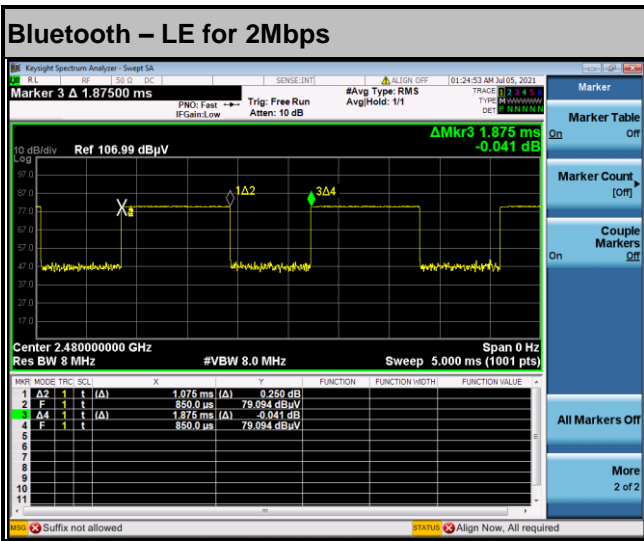 Bluetooth – LE for 2Mbps
Keysight Spectrum Analyzer - Swept SA
RL RF 50 Ω DC SENSE:INT ALIGN OFF 01:24:53 AM Jul 05, 2021
Marker 3 Δ 1.87500 ms
PNO: Fast
IFGain:Low
Trig: Free Run
Atten: 10 dB
#Avg Type: RMS
Avg|Hold: 1/1
TRACE 1 2 3 4 5 6
TYPE M WWWWW
DET P NNNNN
ΔMkr3 1.875 ms
-0.041 dB
10 dB/div Ref 106.99 dBµV
Log
97.0
87.0
77.0
67.0
57.0
47.0
37.0
27.0
17.0
1Δ2
3Δ4
Center 2.480000000 GHz Span 0 Hz
Res BW 8 MHz #VBW 8.0 MHz Sweep 5.000 ms (1001 pts)
MKR MODE TRC SCL X Y FUNCTION FUNCTION WIDTH FUNCTION VALUE
1 Δ2 1 t (Δ) 1.075 ms (Δ) 0.250 dB
2 F 1 t 850.0 µs 79.094 dBµV
3 Δ4 1 t (Δ) 1.875 ms (Δ) -0.041 dB
4 F 1 t 850.0 µs 79.094 dBµV
5
6
7
8
9
10
11
MSG Suffix not allowed STATUS Align Now, All required
Marker
Marker Table
On Off
Marker Count
[Off]
Couple
Markers
On Off
All Markers Off
More
2 of 2